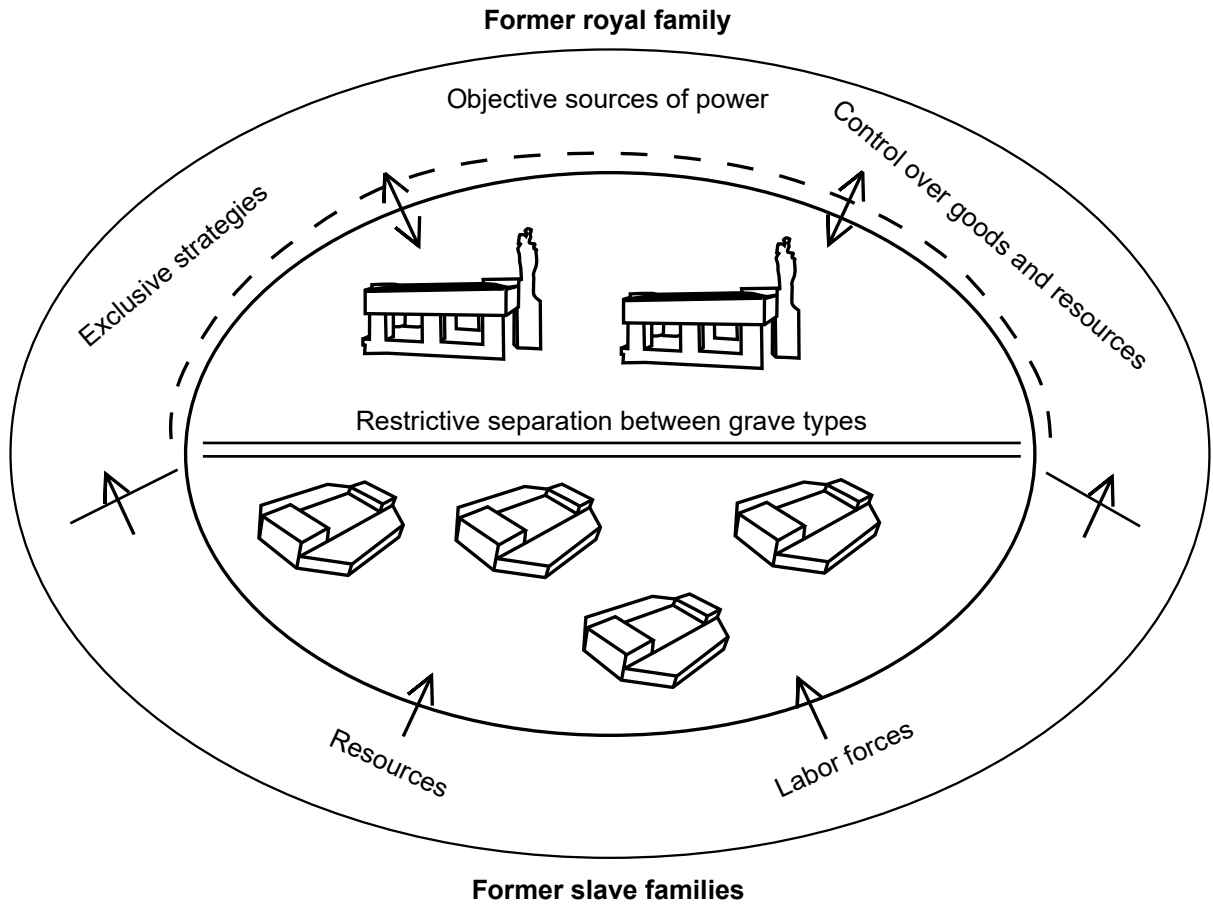 Former royal family
Objective sources of power
Control over goods and resources
Exclusive strategies
Restrictive separation between grave types
Resources
Labor forces
Former slave families